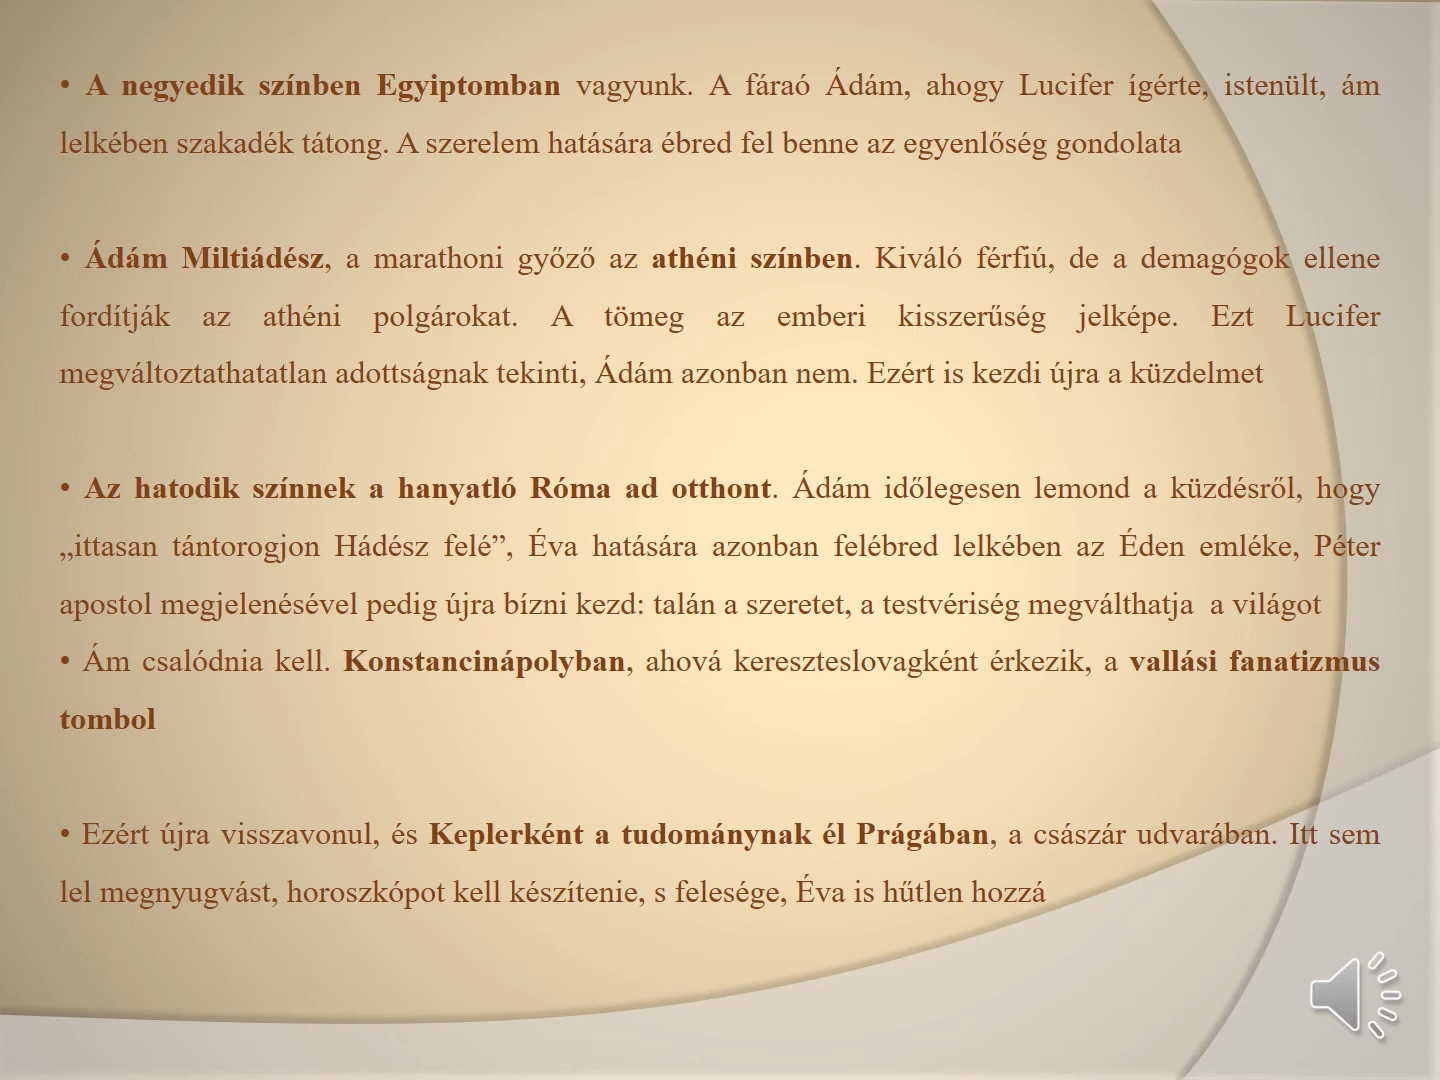 • A negyedik színben Egyiptomban vagyunk. A fáraó Ádám, ahogy Lucifer ígérte, istenült, ám
lelkében szakadék tátong. A szerelem hatására ébred fel benne az egyenlőség gondolata
• Ádám Miltiádész, a marathoni győző az athéni színben. Kiváló férfiú, de a demagógok ellene
fordítják az athéni polgárokat. A tömeg az emberi kisszerűség jelképe. Ezt Lucifer
megváltoztathatatlan adottságnak tekinti, Ádám azonban nem. Ezért is kezdi újra a küzdelmet
• Az hatodik színnek a hanyatló Róma ad otthont. Ádám időlegesen lemond a küzdésről, hogy
„ittasan tántorogjon Hádész felé”, Éva hatására azonban felébred lelkében az Éden emléke, Péter
apostol megjelenésével pedig újra bízni kezd: talán a szeretet, a testvériség megválthatja  a világot
• Ám csalódnia kell. Konstancinápolyban, ahová kereszteslovagként érkezik, a vallási fanatizmus
tombol
• Ezért újra visszavonul, és Keplerként a tudománynak él Prágában, a császár udvarában. Itt sem
lel megnyugvást, horoszkópot kell készítenie, s felesége, Éva is hűtlen hozzá